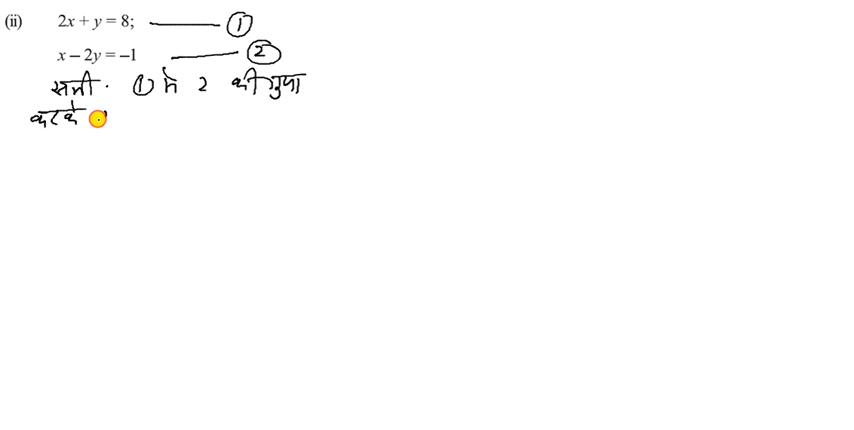 (ii) 2x + y = 8; ——— ①
x – 2y = –1 ——— ②
समी. ① में 2 की गुणा
करके